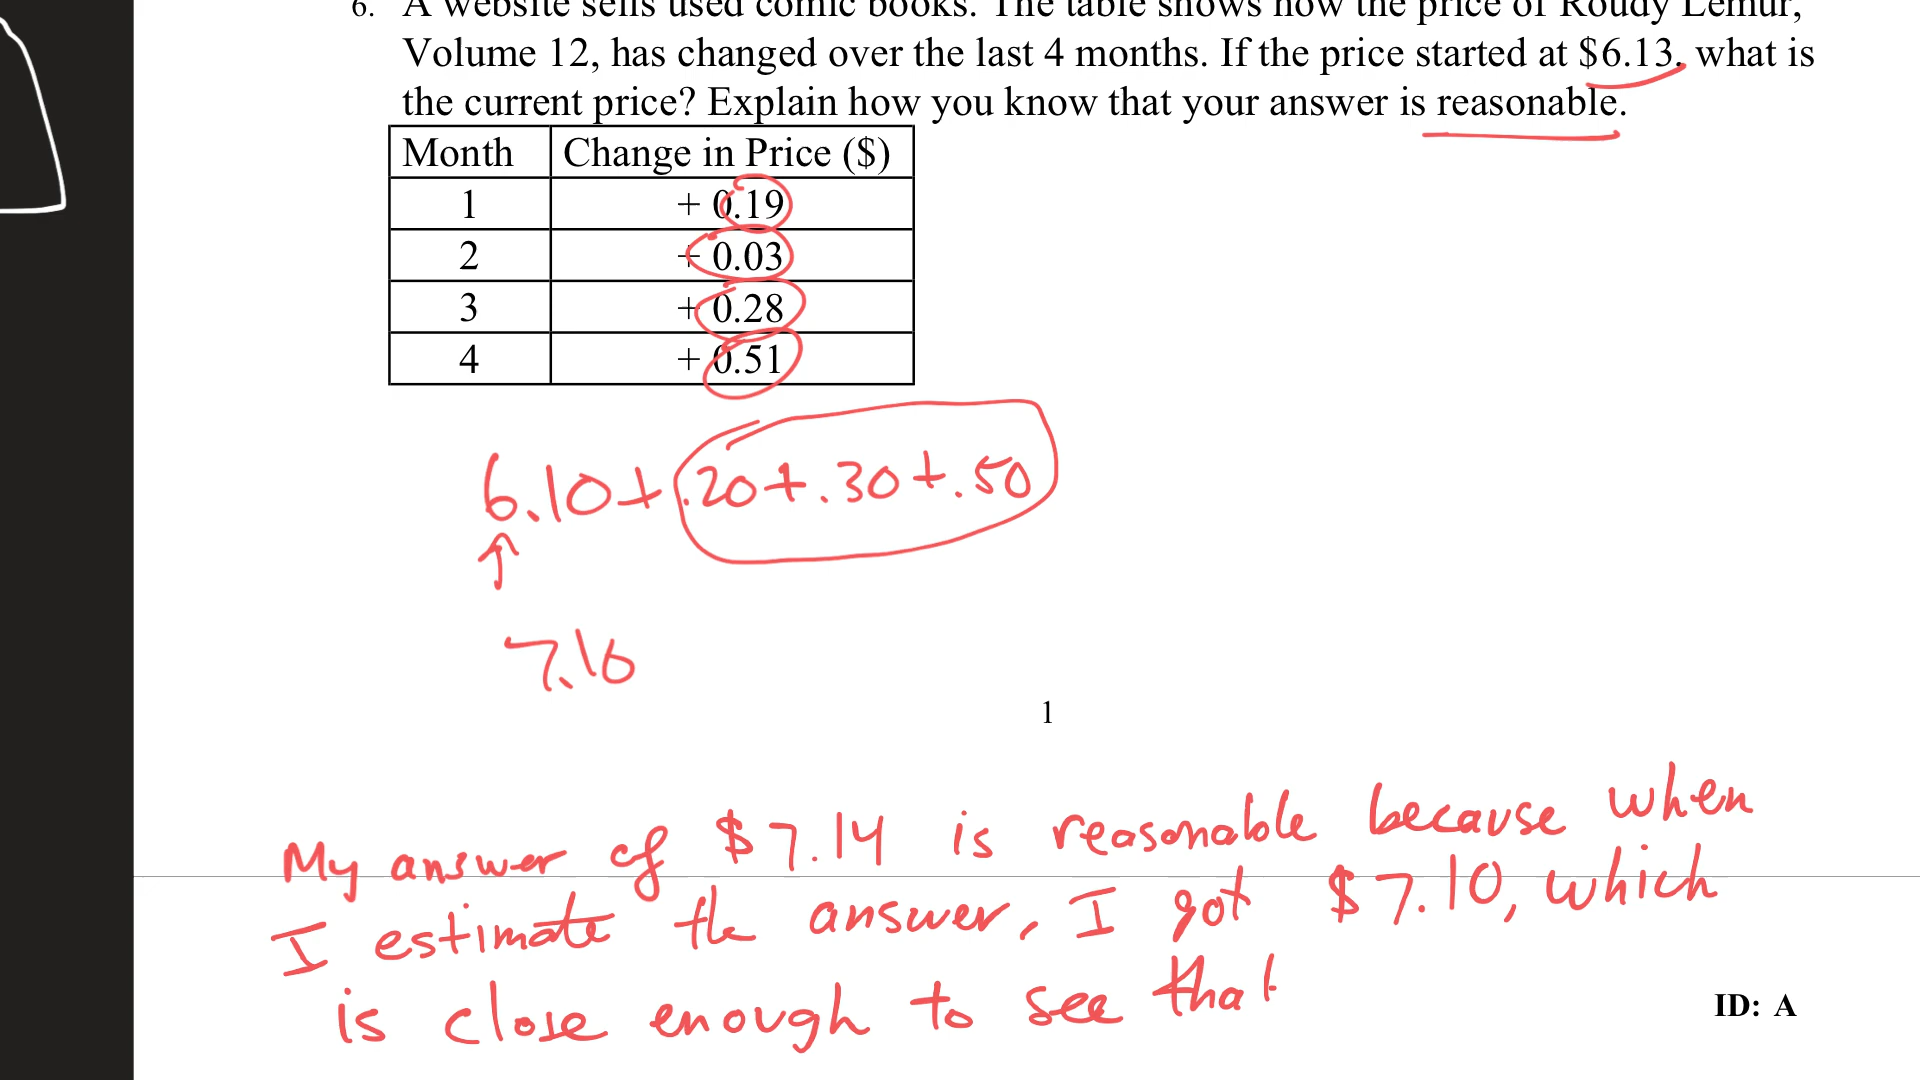 6. A website sells used comic books. The table shows how the price of Roudy Lemur,
Volume 12, has changed over the last 4 months. If the price started at $6.13, what is
the current price? Explain how you know that your answer is reasonable.
Month Change in Price ($)
1 + 0.19
2 + 0.03
3 + 0.28
4 + 0.51
6.10+.20+.30+.50
7.10
1
My answer of $7.14 is reasonable because when
I estimate the answer, I got $7.10, which
is close enough to see that
ID: A